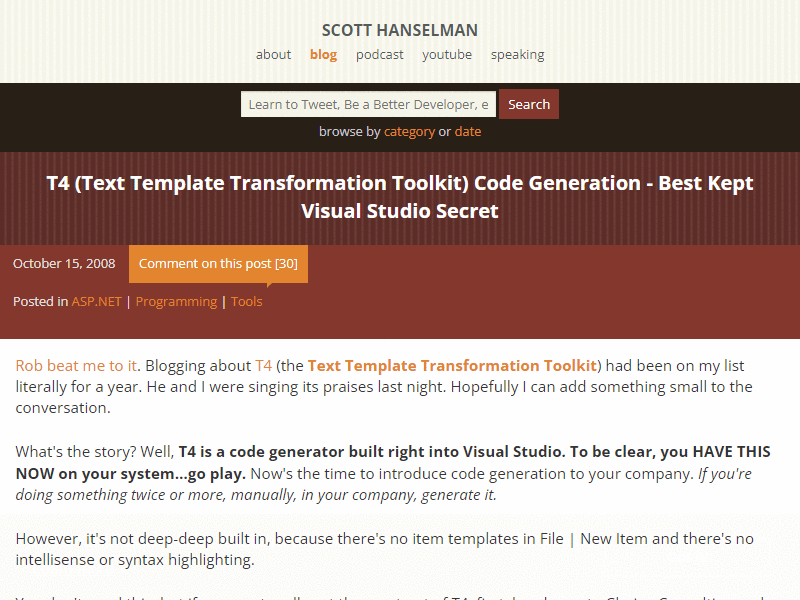 SCOTT HANSELMAN
about blog podcast youtube speaking
Learn to Tweet, Be a Better Developer, e Search
browse by category or date
T4 (Text Template Transformation Toolkit) Code Generation - Best Kept
Visual Studio Secret
October 15, 2008 Comment on this post [30]
Posted in ASP.NET | Programming | Tools
Rob beat me to it. Blogging about T4 (the Text Template Transformation Toolkit) had been on my list
literally for a year. He and I were singing its praises last night. Hopefully I can add something small to the
conversation.
What's the story? Well, T4 is a code generator built right into Visual Studio. To be clear, you HAVE THIS
NOW on your system...go play. Now's the time to introduce code generation to your company. If you're
doing something twice or more, manually, in your company, generate it.
However, it's not deep-deep built in, because there's no item templates in File | New Item and there's no
intellisense or syntax highlighting.